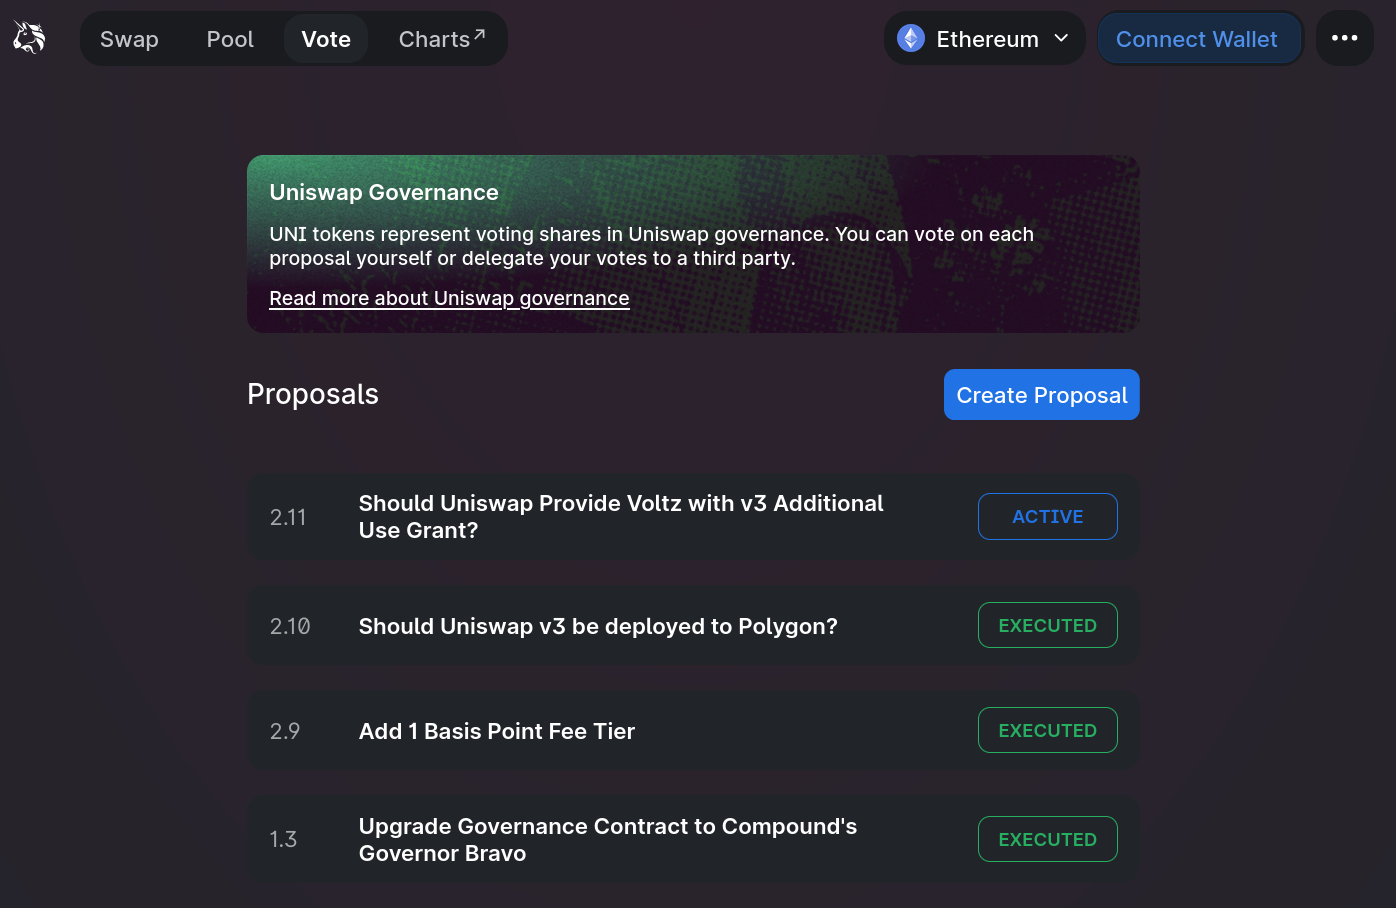 Swap Pool Vote Charts↗ Ethereum Connect Wallet
Uniswap Governance
UNI tokens represent voting shares in Uniswap governance. You can vote on each
proposal yourself or delegate your votes to a third party.
Read more about Uniswap governance
Proposals Create Proposal
2.11 Should Uniswap Provide Voltz with v3 Additional
Use Grant? ACTIVE
2.10 Should Uniswap v3 be deployed to Polygon? EXECUTED
2.9 Add 1 Basis Point Fee Tier EXECUTED
1.3 Upgrade Governance Contract to Compound's
Governor Bravo EXECUTED